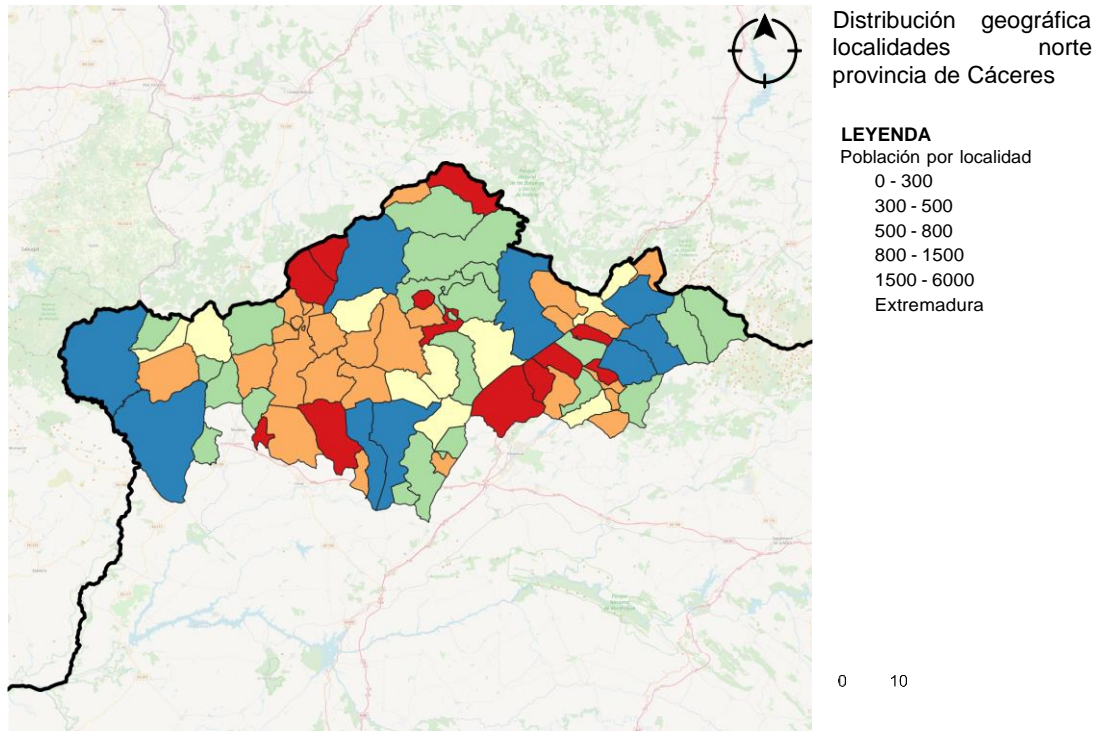 Distribución geográfica
localidades norte
provincia de Cáceres
LEYENDA
Población por localidad
0 - 300
300 - 500
500 - 800
800 - 1500
1500 - 6000
Extremadura
0 10